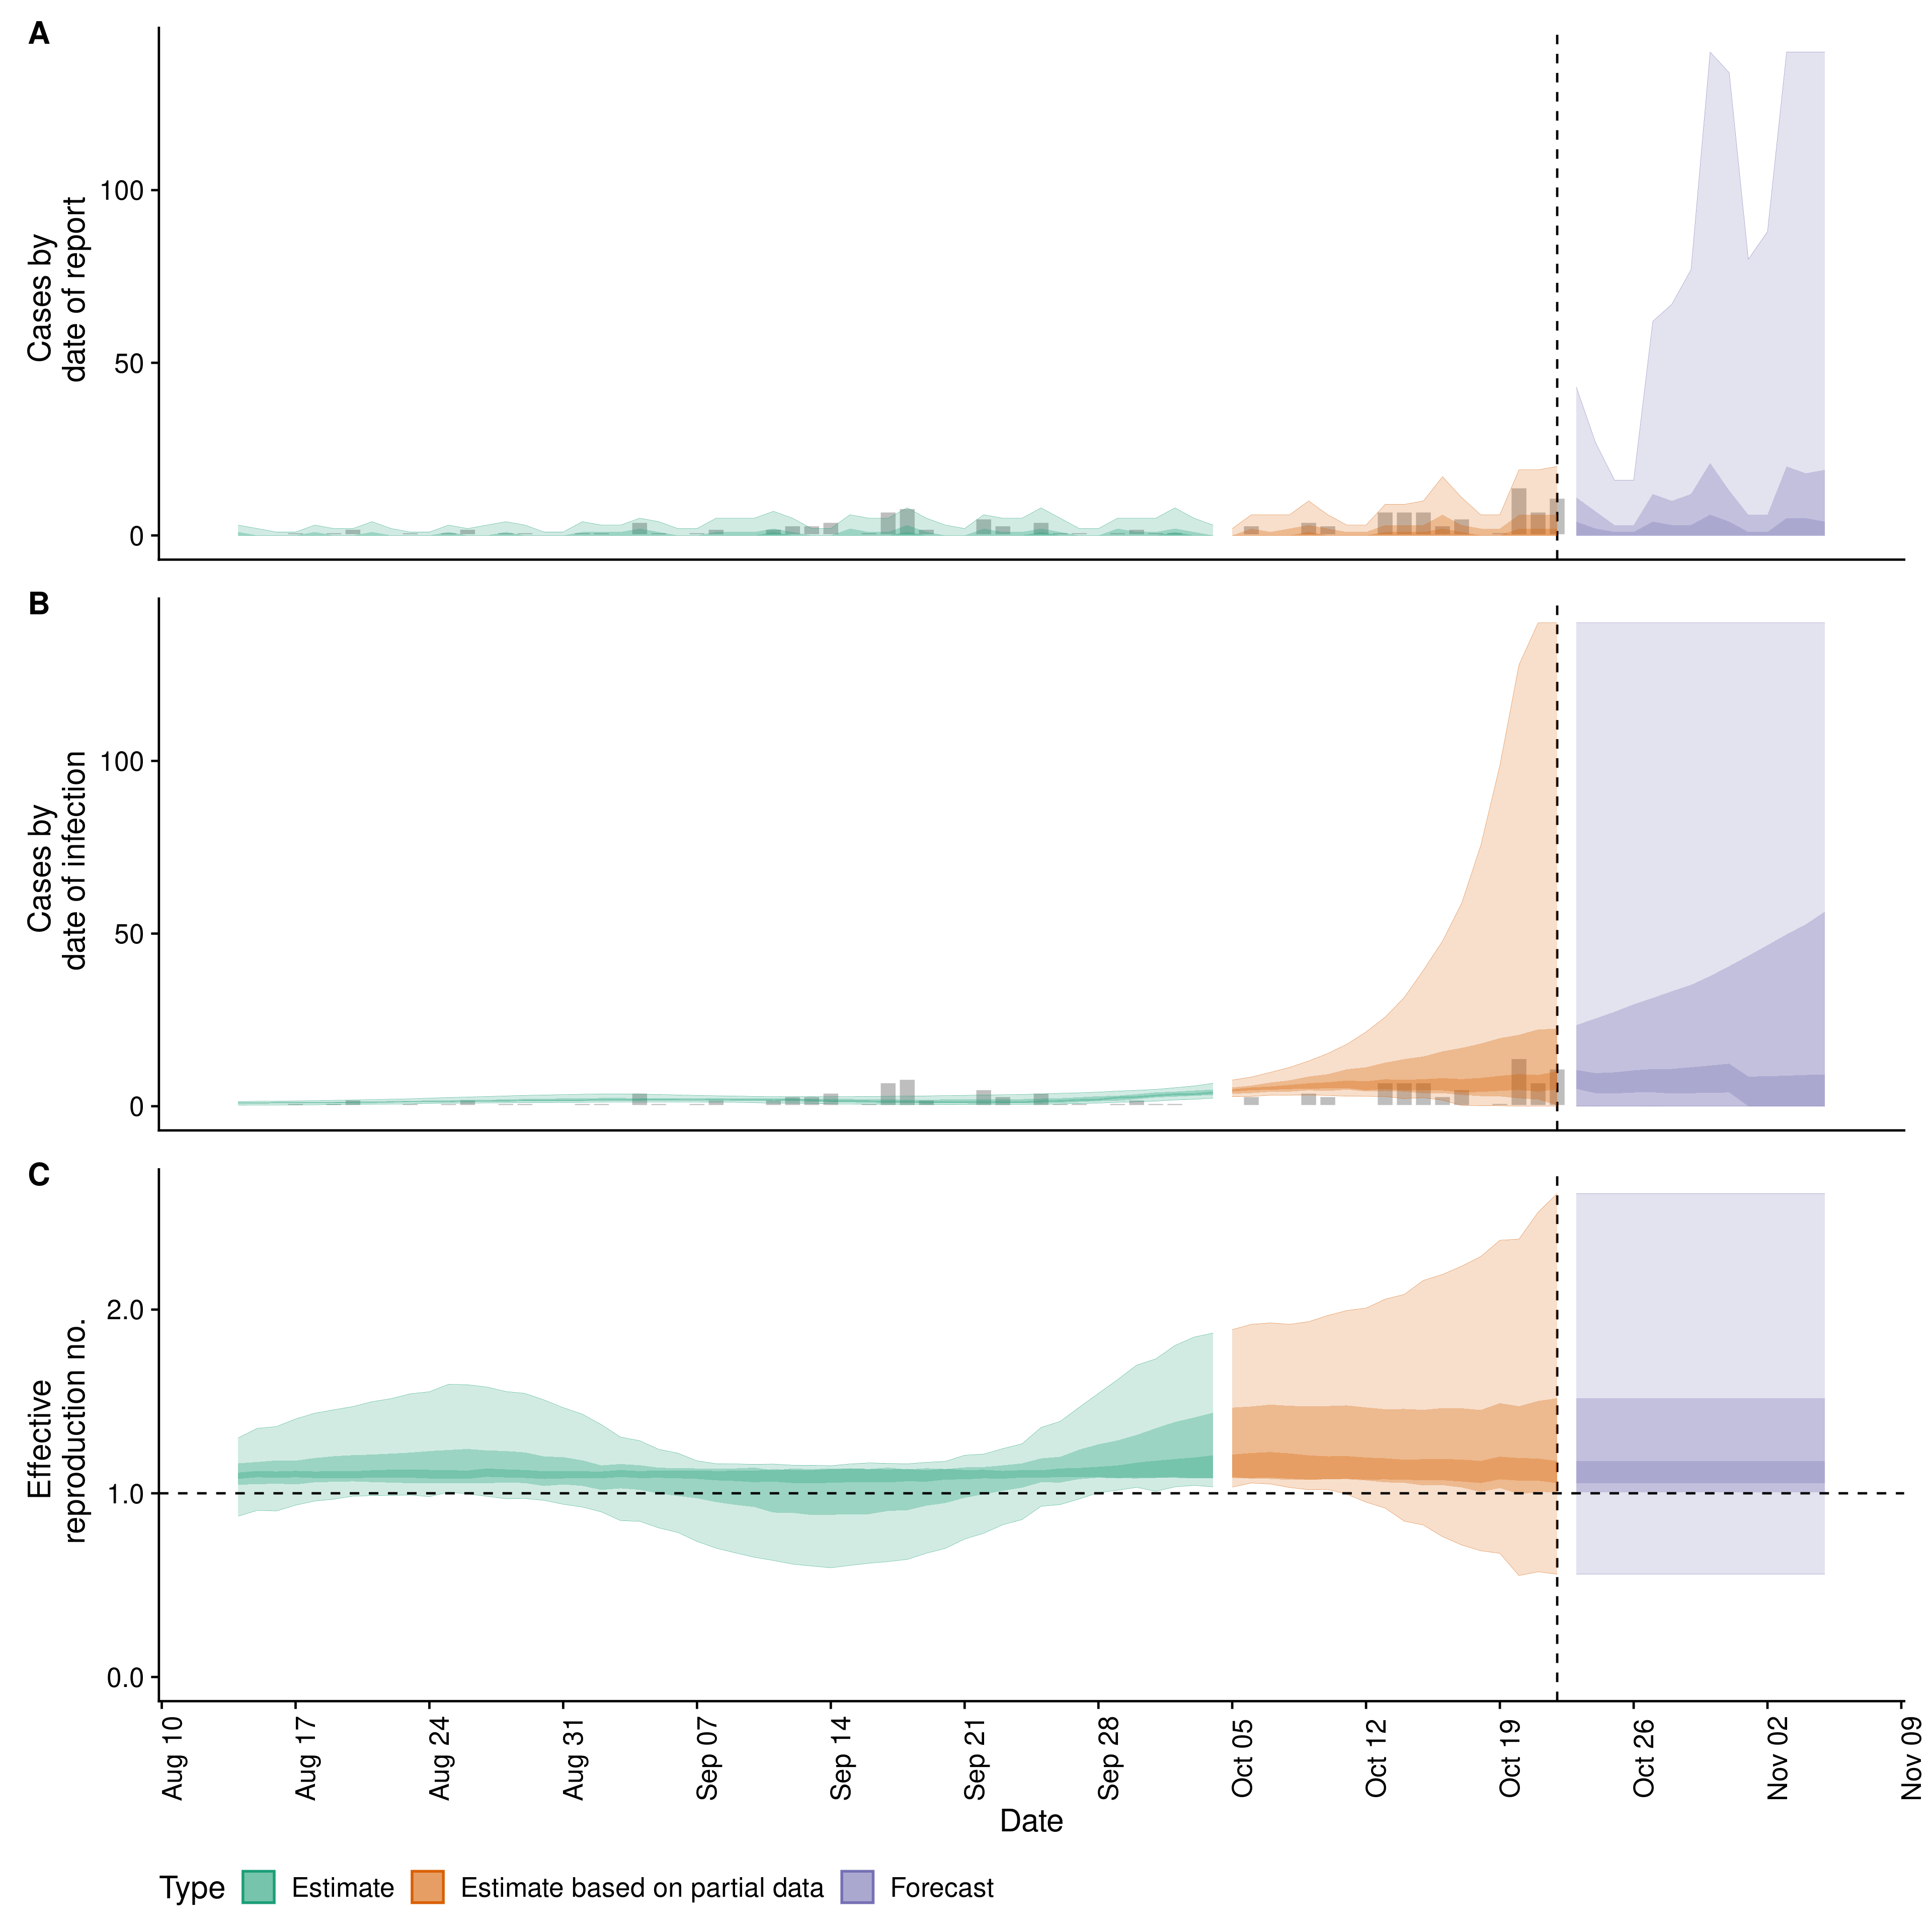 A
Cases by
date of report
100
50
0
B
Cases by
date of infection
100
50
0
C
Effective
reproduction no.
2.0
1.0
0.0
Aug 10
Aug 17
Aug 24
Aug 31
Sep 07
Sep 14
Sep 21
Sep 28
Oct 05
Oct 12
Oct 19
Oct 26
Nov 02
Nov 09
Date
Type Estimate Estimate based on partial data Forecast